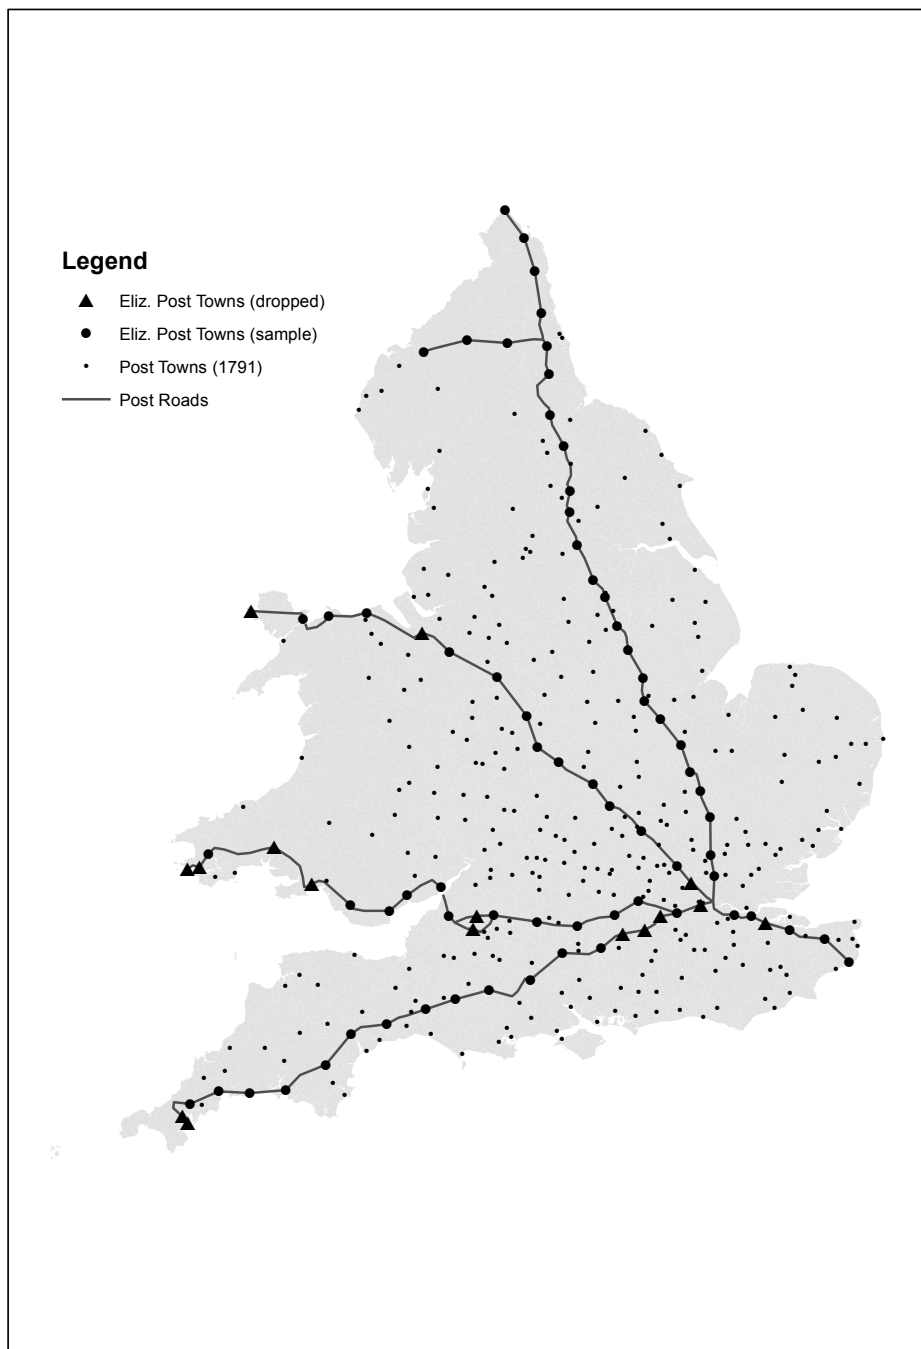 Legend
Eliz. Post Towns (dropped)
Eliz. Post Towns (sample)
Post Towns (1791)
Post Roads